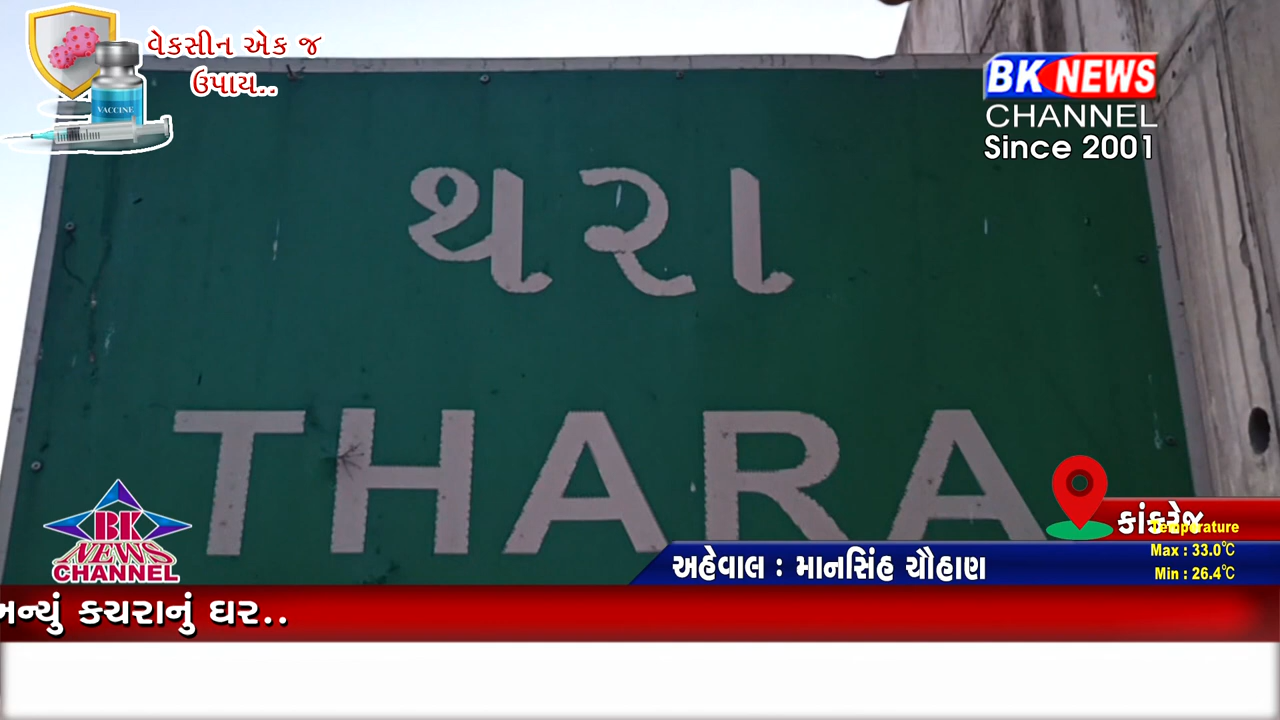 વેકસીન એક જ
ઉપાય..
VACCINE
BK NEWS
CHANNEL
Since 2001
થરા
THARA
BK
NEWS
CHANNEL
કાંકરેજ
Temperature
Max : 33.0℃
Min : 26.4℃
અહેવાલ : માનસિંહ ચૌહાણ
કચરાનું ઘર..